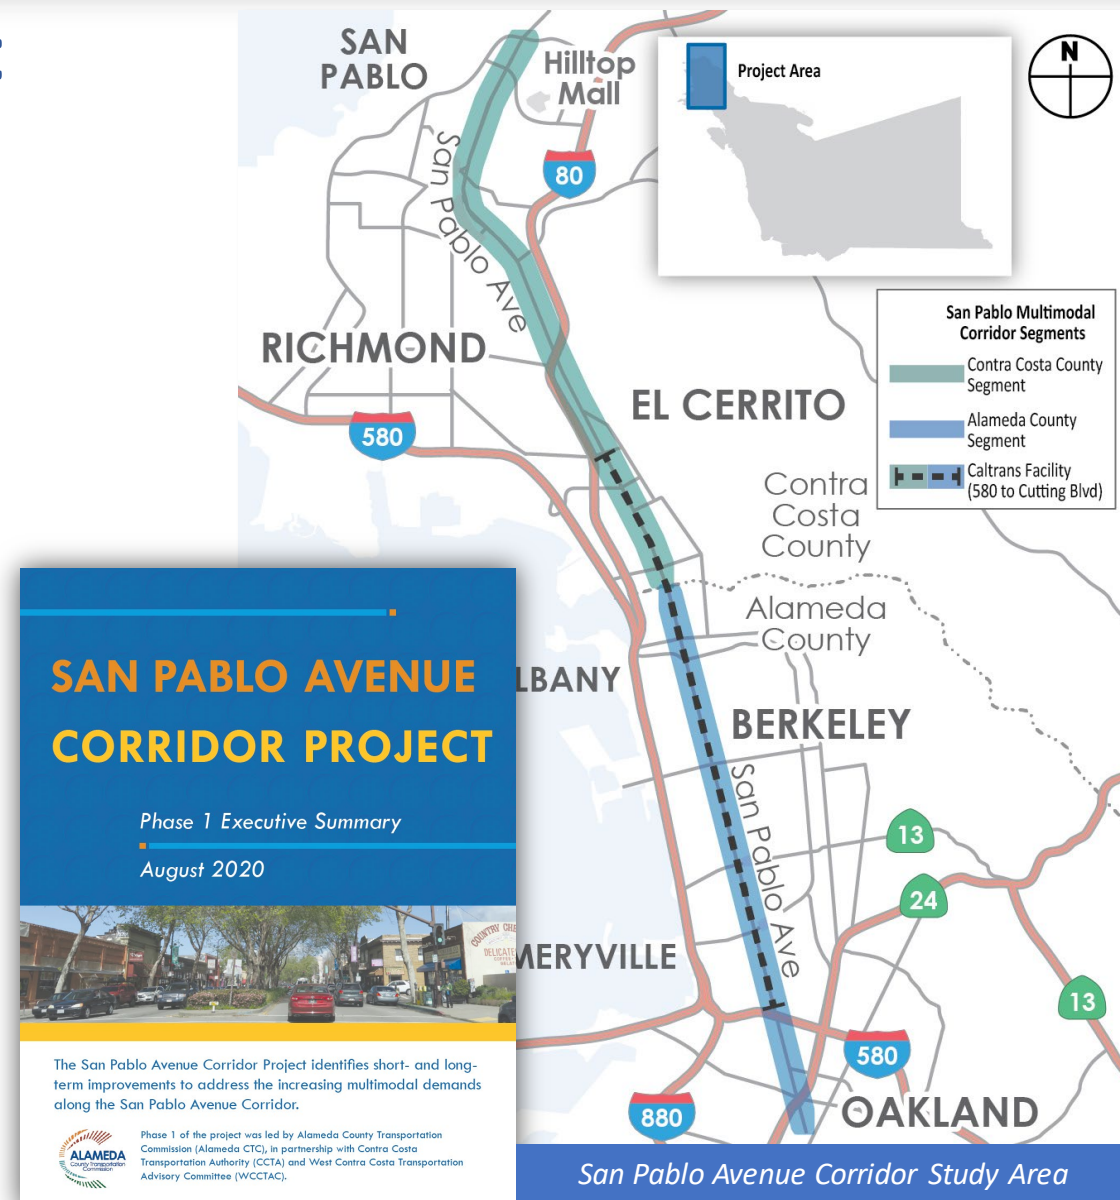 SAN
PABLO
Hilltop
Mall
Project Area
N
80
San Pablo Ave
RICHMOND
580
EL CERRITO
San Pablo Multimodal
Corridor Segments
Contra Costa County
Segment
Alameda County
Segment
Caltrans Facility
(580 to Cutting Blvd)
Contra
Costa
County
Alameda
County
LBANY
BERKELEY
San Pablo Ave
13
24
MERYVILLE
13
580
880
OAKLAND
San Pablo Avenue Corridor Study Area
SAN PABLO AVENUE
CORRIDOR PROJECT
Phase 1 Executive Summary
August 2020
COUNTRY CHE
DELICATE
The San Pablo Avenue Corridor Project identifies short- and long-
term improvements to address the increasing multimodal demands
along the San Pablo Avenue Corridor.
ALAMEDA
County Transportation
Commission
Phase 1 of the project was led by Alameda County Transportation
Commission (Alameda CTC), in partnership with Contra Costa
Transportation Authority (CCTA) and West Contra Costa Transportation
Advisory Committee (WCCTAC).